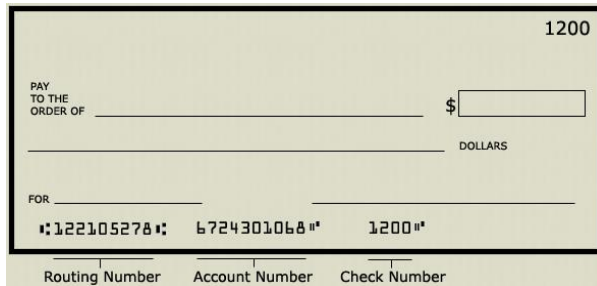 1200
PAY
TO THE
ORDER OF
$
DOLLARS
FOR
⑆122105278⑆ 6724301068⑈ 1200⑈
Routing Number Account Number Check Number